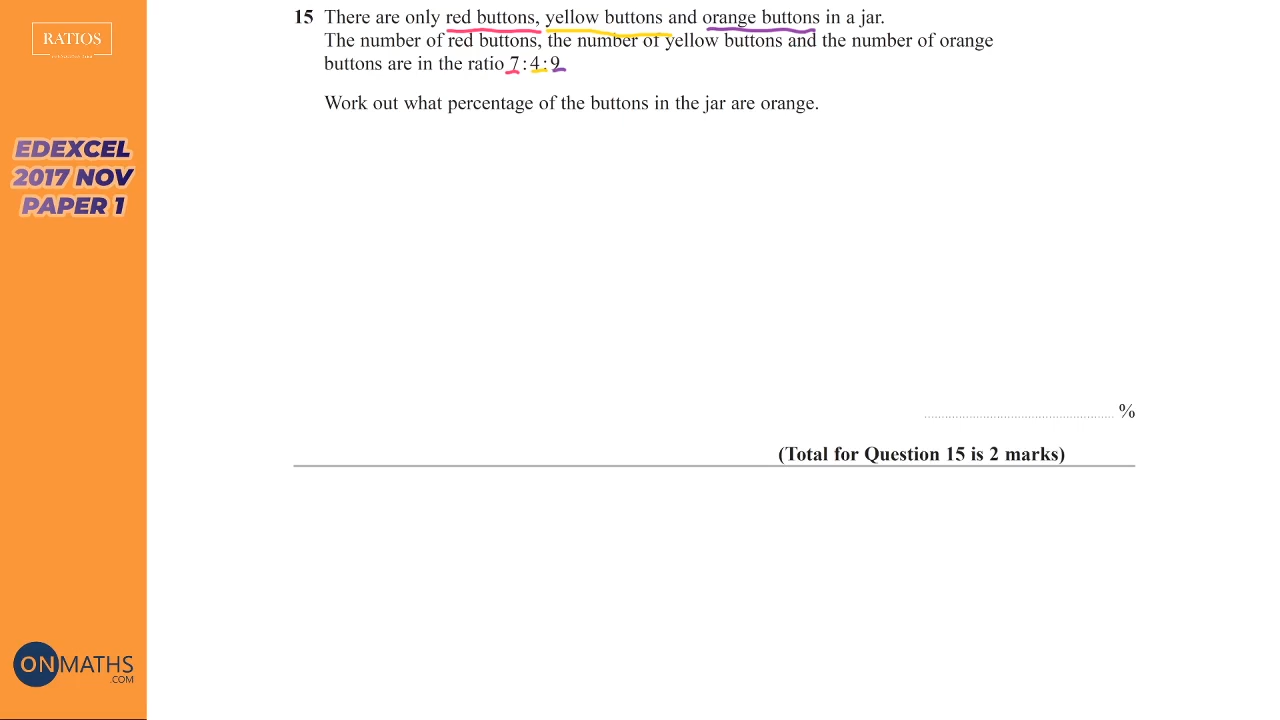 RATIOS
EDEXCEL
2017 NOV
PAPER 1
15 There are only red buttons, yellow buttons and orange buttons in a jar.
The number of red buttons, the number of yellow buttons and the number of orange
buttons are in the ratio 7 : 4 : 9
Work out what percentage of the buttons in the jar are orange.
.......................................................%
(Total for Question 15 is 2 marks)
ONMATHS
.COM